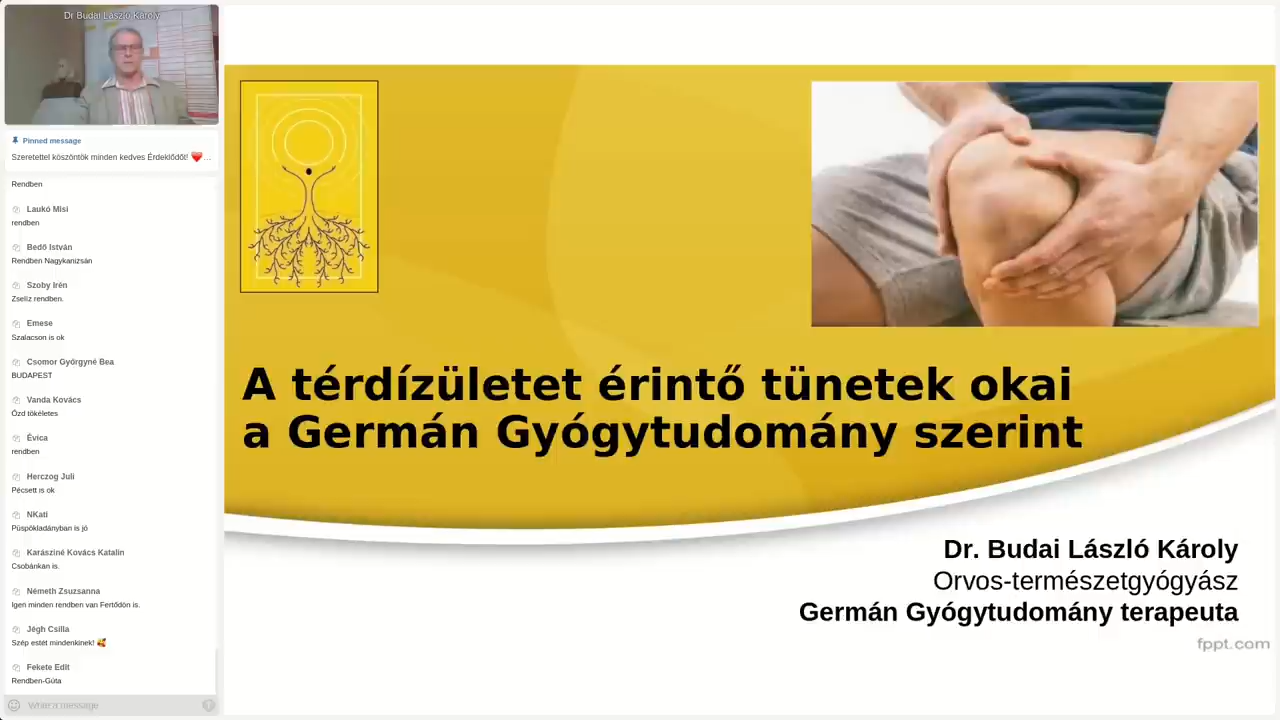 Dr Budai László Károly
Pinned message
Szeretettel köszöntök minden kedves Érdeklődőt! ❤️...
Rendben
Laukó Misi
rendben
Bedő István
Rendben Nagykanizsán
Szoby Irén
Zselíz rendben.
Emese
Szalacson is ok
Csomor Györgyné Bea
BUDAPEST
Vanda Kovács
Ózd tökéletes
Évica
rendben
Herczog Juli
Pécsett is ok
NKati
Püspökladányban is jó
Karásziné Kovács Katalin
Csobánkan is.
Németh Zsuzsanna
Igen minden rendben van Fertődön is.
Jégh Csilla
Szép estét mindenkinek! 🥰
Fekete Edit
Rendben-Gúta
Write a message
A térdízületet érintő tünetek okai
a Germán Gyógytudomány szerint
Dr. Budai László Károly
Orvos-természetgyógyász
Germán Gyógytudomány terapeuta
fppt.com